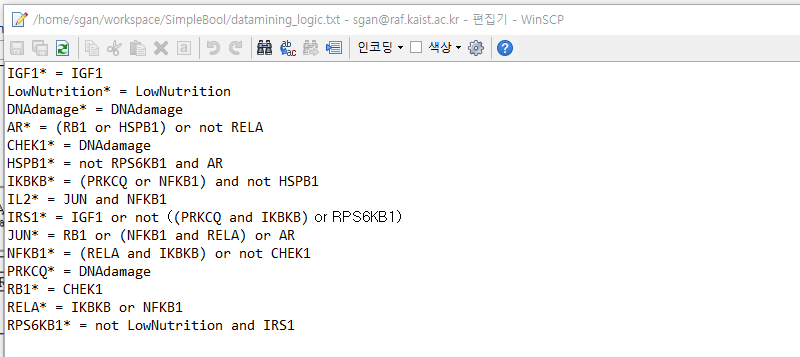 /home/sgan/workspace/SimpleBool/datamining_logic.txt - sgan@raf.kaist.ac.kr - 편집기 - WinSCP
인코딩 색상
IGF1* = IGF1
LowNutrition* = LowNutrition
DNAdamage* = DNAdamage
AR* = (RB1 or HSPB1) or not RELA
CHEK1* = DNAdamage
HSPB1* = not RPS6KB1 and AR
IKBKB* = (PRKCQ or NFKB1) and not HSPB1
IL2* = JUN and NFKB1
IRS1* = IGF1 or not ((PRKCQ and IKBKB) or RPS6KB1)
JUN* = RB1 or (NFKB1 and RELA) or AR
NFKB1* = (RELA and IKBKB) or not CHEK1
PRKCQ* = DNAdamage
RB1* = CHEK1
RELA* = IKBKB or NFKB1
RPS6KB1* = not LowNutrition and IRS1